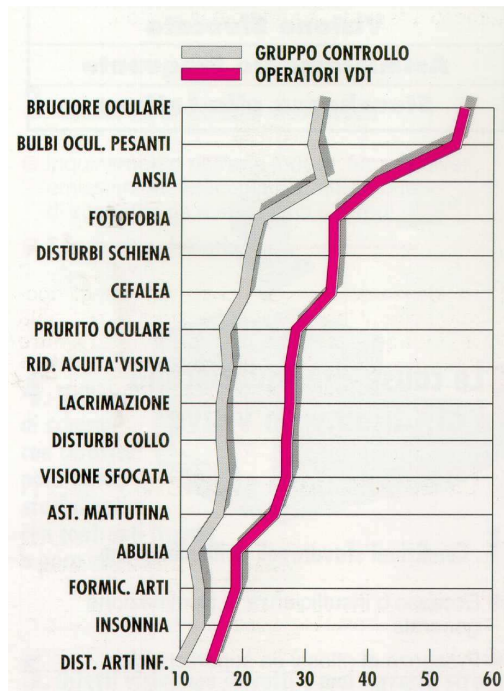 GRUPPO CONTROLLO
OPERATORI VDT
BRUCIORE OCULARE
BULBI OCUL. PESANTI
ANSIA
FOTOFOBIA
DISTURBI SCHIENA
CEFALEA
PRURITO OCULARE
RID. ACUITA'VISIVA
LACRIMAZIONE
DISTURBI COLLO
VISIONE SFOCATA
AST. MATTUTINA
ABULIA
FORMIC. ARTI
INSONNIA
DIST. ARTI INF.
10 20 30 40 50 60